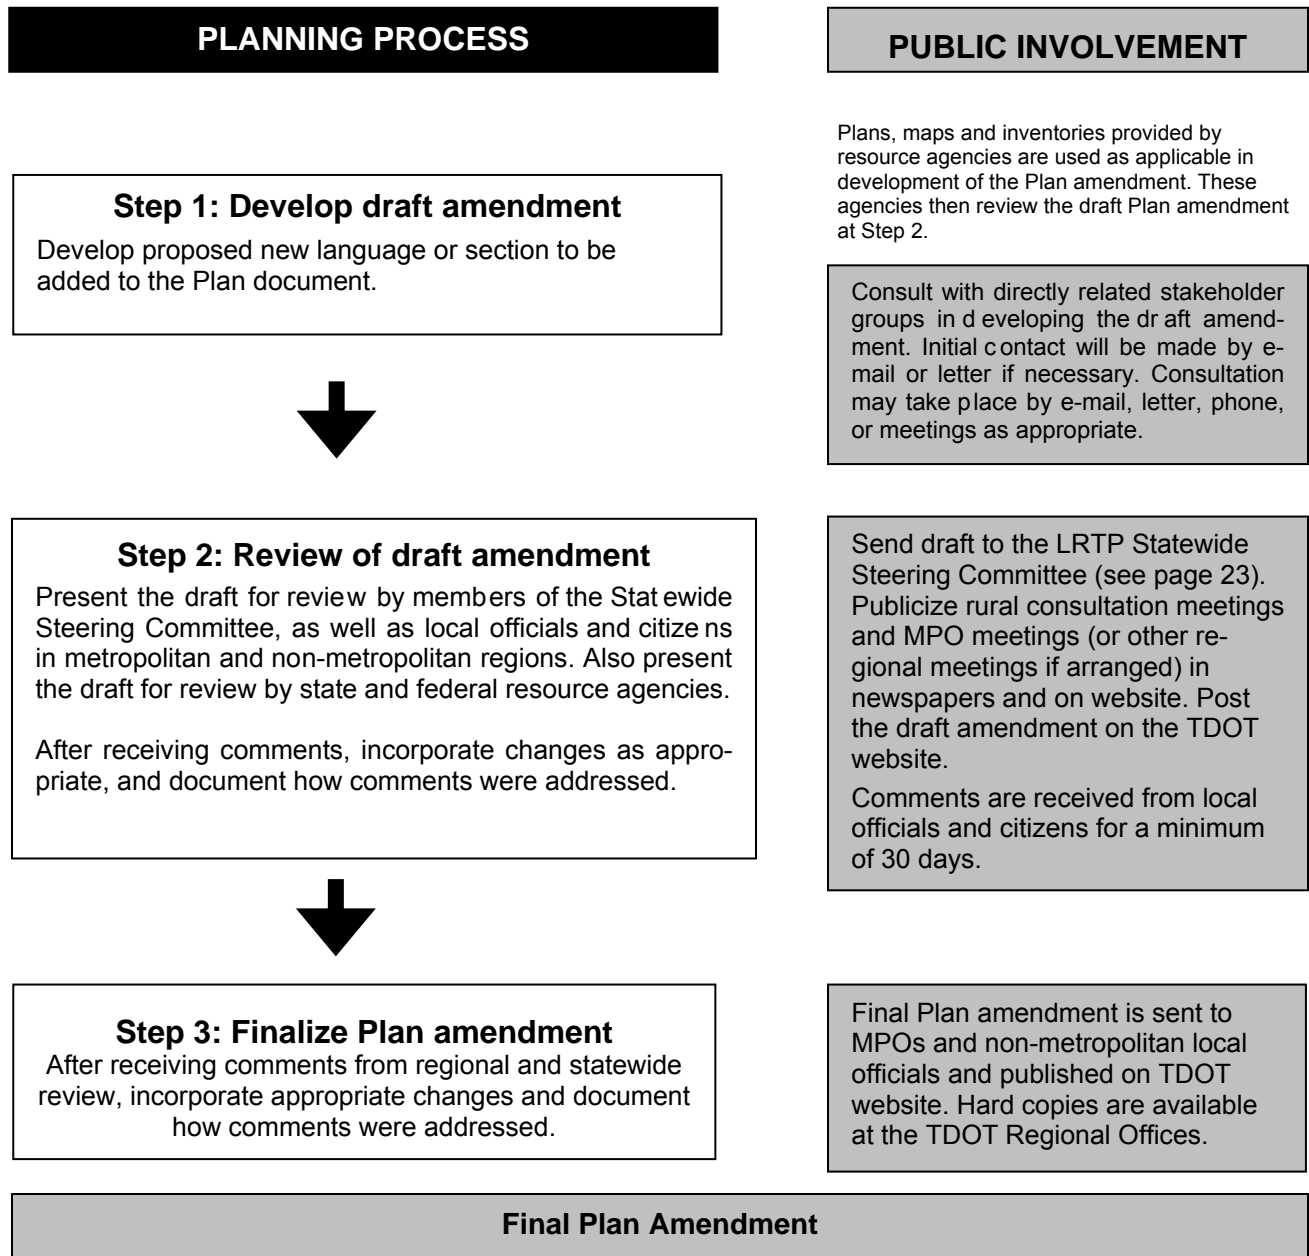 PLANNING PROCESS
PUBLIC INVOLVEMENT
Plans, maps and inventories provided by
resource agencies are used as applicable in
development of the Plan amendment. These
agencies then review the draft Plan amendment
at Step 2.
Step 1: Develop draft amendment
Develop proposed new language or section to be
added to the Plan document.
Consult with directly related stakeholder
groups in d eveloping the dr aft amend-
ment. Initial c ontact will be made by e-
mail or letter if necessary. Consultation
may take p lace by e-mail, letter, phone,
or meetings as appropriate.
Step 2: Review of draft amendment
Present the draft for review by members of the Stat ewide
Steering Committee, as well as local officials and citize ns
in metropolitan and non-metropolitan regions. Also present
the draft for review by state and federal resource agencies.
After receiving comments, incorporate changes as appro-
priate, and document how comments were addressed.
Send draft to the LRTP Statewide
Steering Committee (see page 23).
Publicize rural consultation meetings
and MPO meetings (or other re-
gional meetings if arranged) in
newspapers and on website. Post
the draft amendment on the TDOT
website.
Comments are received from local
officials and citizens for a minimum
of 30 days.
Step 3: Finalize Plan amendment
After receiving comments from regional and statewide
review, incorporate appropriate changes and document
how comments were addressed.
Final Plan amendment is sent to
MPOs and non-metropolitan local
officials and published on TDOT
website. Hard copies are available
at the TDOT Regional Offices.
Final Plan Amendment